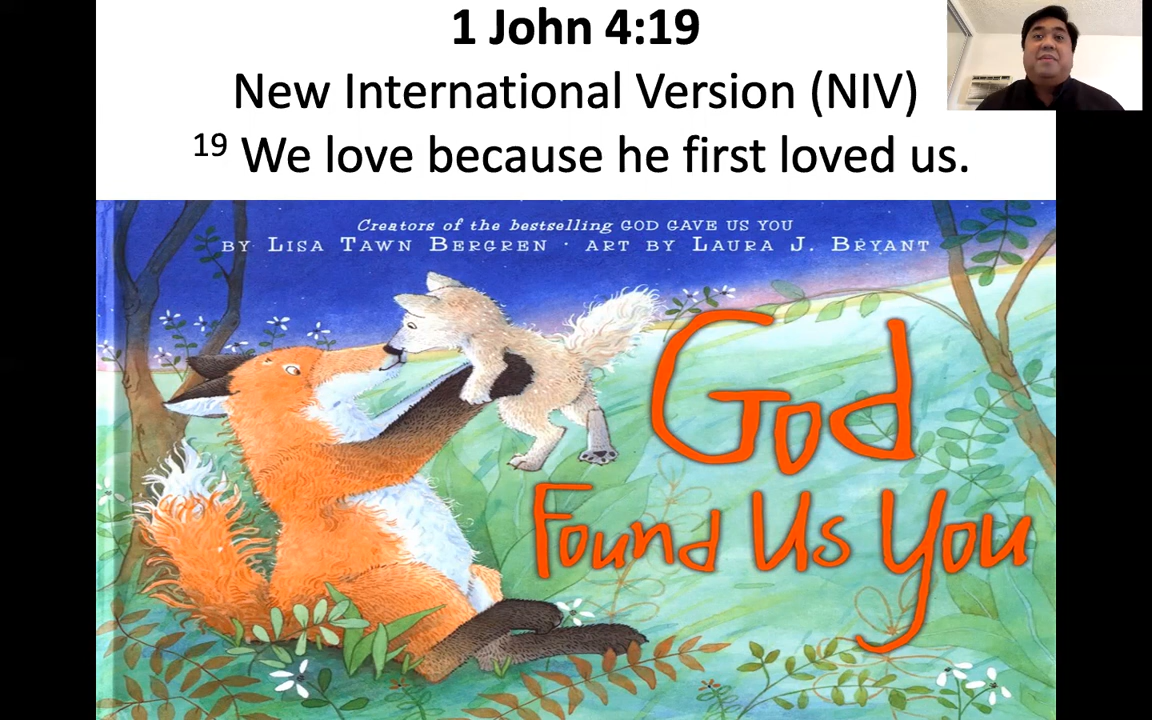 1 John 4:19
New International Version (NIV)
19 We love because he first loved us.
Creators of the bestselling GOD GAVE US YOU
BY LISA TAWN BERGREN · ART BY LAURA J. BRYANT
God
Found Us You